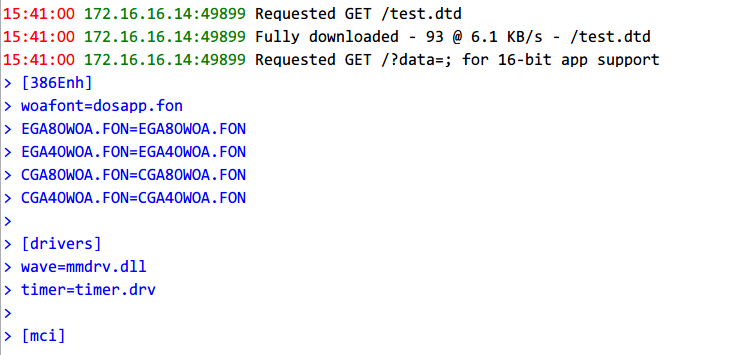 15:41:00 172.16.16.14:49899 Requested GET /test.dtd
15:41:00 172.16.16.14:49899 Fully downloaded - 93 @ 6.1 KB/s - /test.dtd
15:41:00 172.16.16.14:49899 Requested GET /?data=; for 16-bit app support
> [386Enh]
> woafont=dosapp.fon
> EGA80WOA.FON=EGA80WOA.FON
> EGA40WOA.FON=EGA40WOA.FON
> CGA80WOA.FON=CGA80WOA.FON
> CGA40WOA.FON=CGA40WOA.FON
>
> [drivers]
> wave=mmdrv.dll
> timer=timer.drv
>
> [mci]